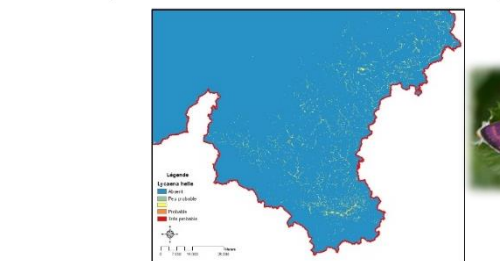 Légende
Lycaena helle
Absent
Peu probable
Probable
Très probable